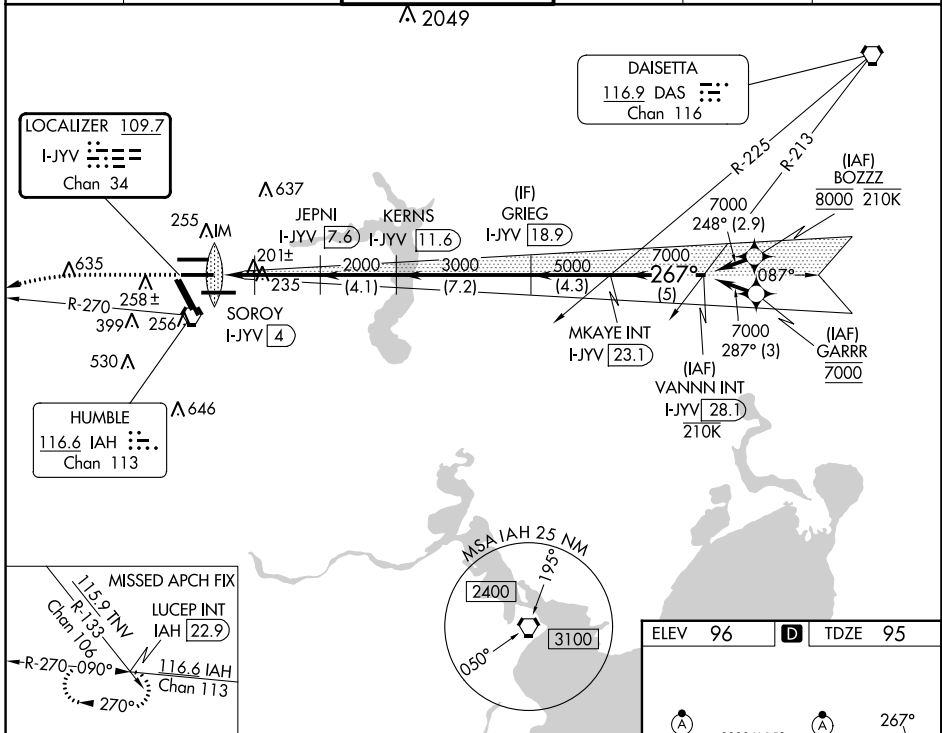 2049
DAISETTA
116.9 DAS
Chan 116
LOCALIZER 109.7
I-JYV
Chan 34
R-225
R-213
(IAF)
BOZZZ
8000 210K
637
JEPNI
I-JYV 7.6
KERNS
I-JYV 11.6
(IF)
GRIEG
I-JYV 18.9
7000
248° (2.9)
255
IM
201±
235
2000
(4.1)
3000
(7.2)
5000
(4.3)
7000
267°
(5)
087°
635
R-270
258±
399
256
SOROY
I-JYV 4
MKAYE INT
I-JYV 23.1
7000
287° (3)
(IAF)
GARRR
7000
530
(IAF)
VANNN INT
I-JYV 28.1
210K
HUMBLE
116.6 IAH
Chan 113
646
MSA IAH 25 NM
195°
2400
3100
050°
MISSED APCH FIX
115.9 TNV
R-133
Chan 106
LUCEP INT
IAH 22.9
R-270
090°
116.6 IAH
Chan 113
270°
ELEV 96 D TDZE 95
A
A
267°